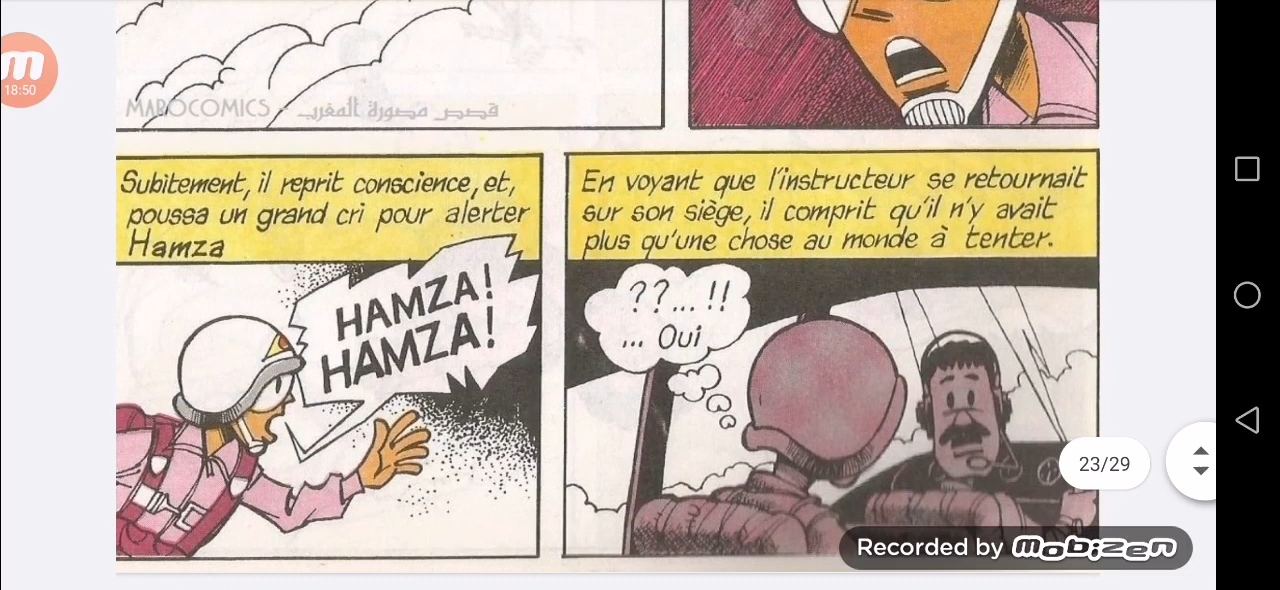 18:50
MAROCOMICS - قصص مصورة المغرب
Subitement, il reprit conscience, et,
poussa un grand cri pour alerter
Hamza
HAMZA!
HAMZA!
En voyant que l'instructeur se retournait
sur son siège, il comprit qu'il n'y avait
plus qu'une chose au monde à tenter.
??...!!
... Oui
23/29
Recorded by mobizen